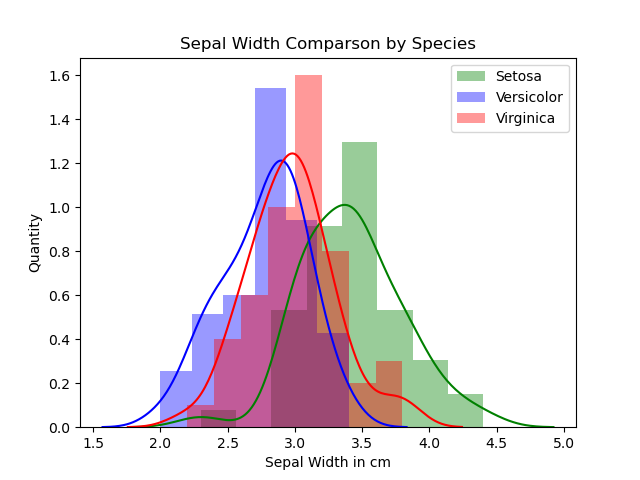 Sepal Width Comparson by Species
Setosa
Versicolor
Virginica
1.6
1.4
1.2
1.0
0.8
0.6
0.4
0.2
0.0
Quantity
1.5 2.0 2.5 3.0 3.5 4.0 4.5 5.0
Sepal Width in cm